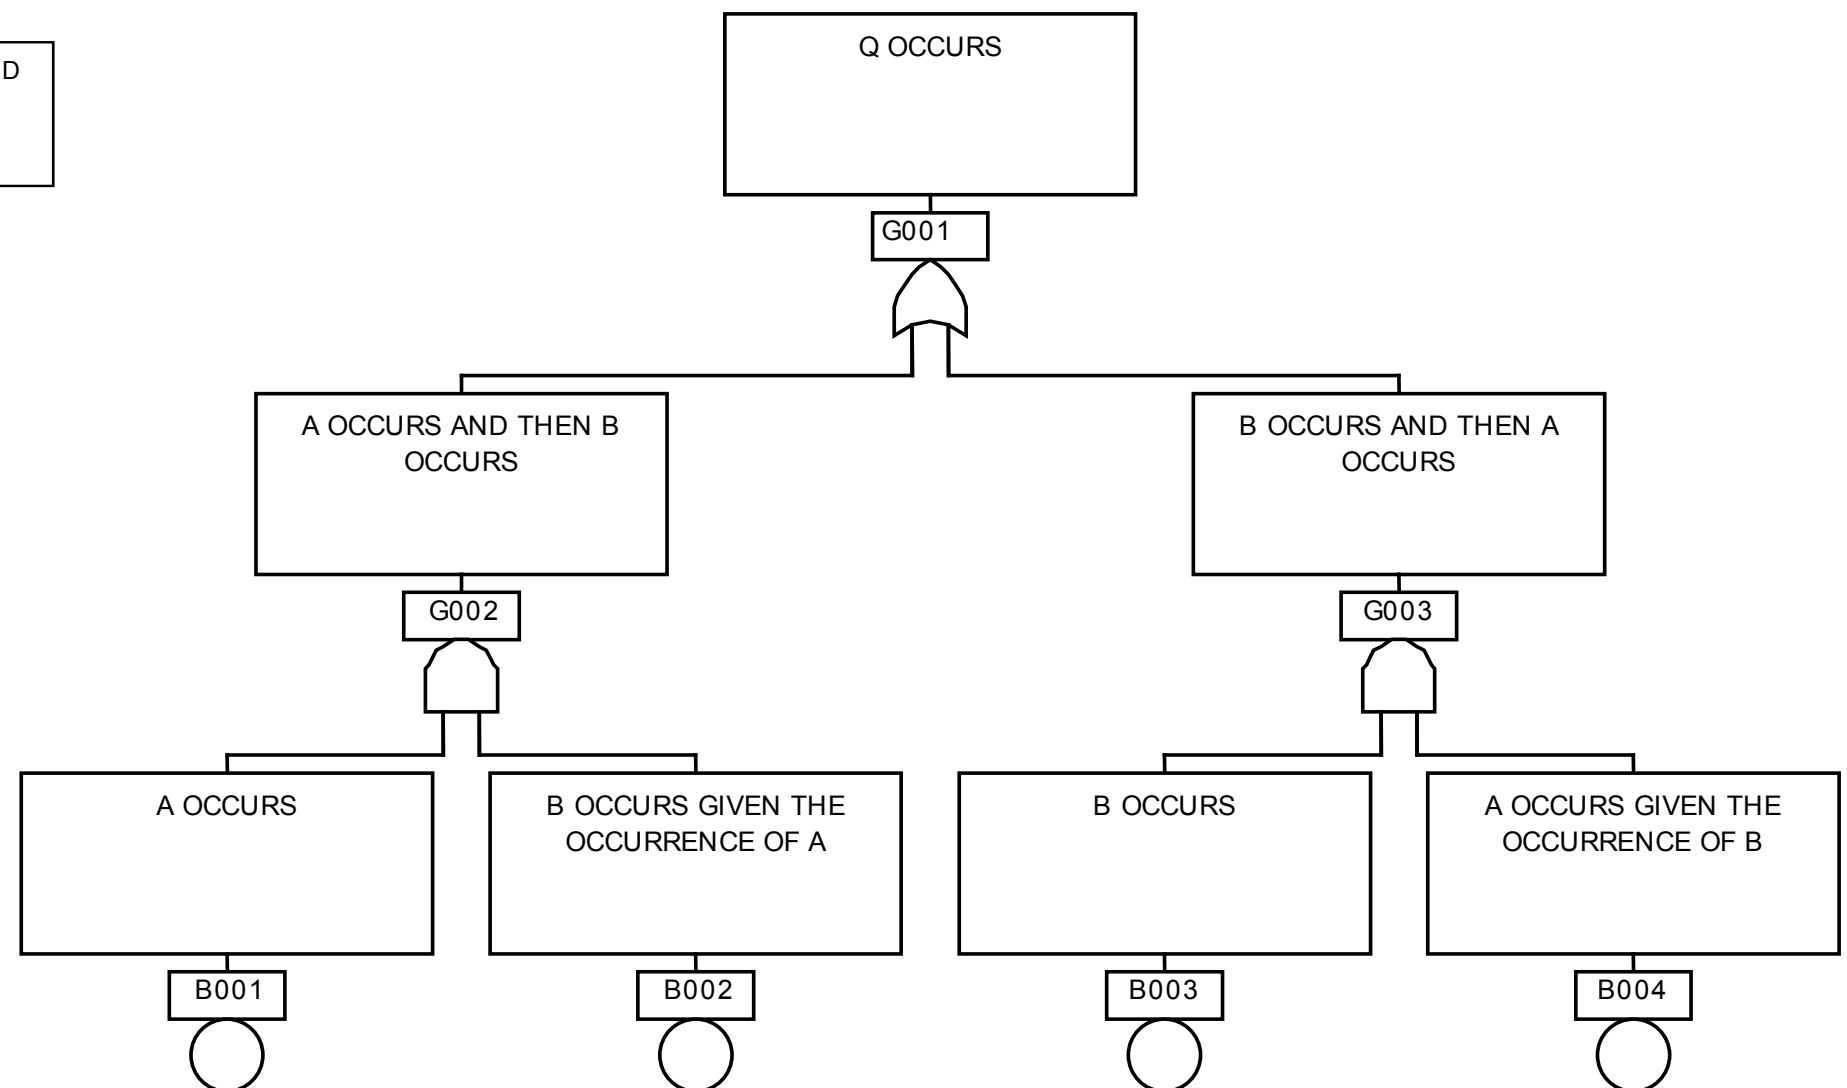 Q OCCURS
D
G001
A OCCURS AND THEN B
OCCURS
B OCCURS AND THEN A
OCCURS
G002
G003
A OCCURS
B OCCURS GIVEN THE
OCCURRENCE OF A
B OCCURS
A OCCURS GIVEN THE
OCCURRENCE OF B
B001
B002
B003
B004